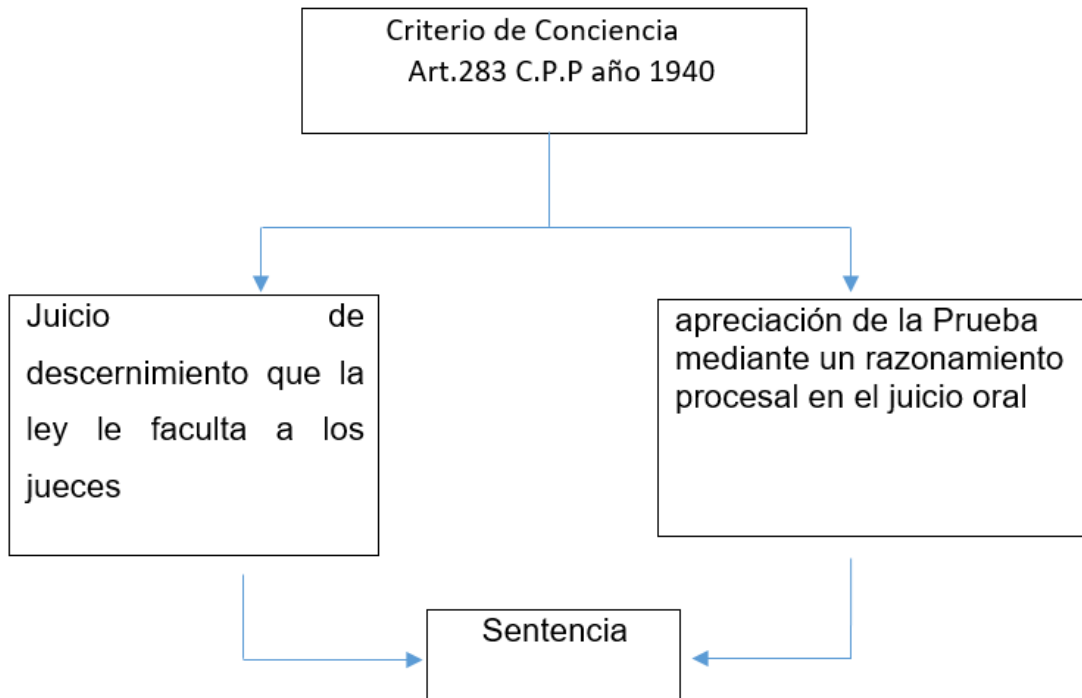 Criterio de Conciencia
Art.283 C.P.P año 1940
Juicio de
descernimiento que la
ley le faculta a los
jueces
apreciación de la Prueba
mediante un razonamiento
procesal en el juicio oral
Sentencia